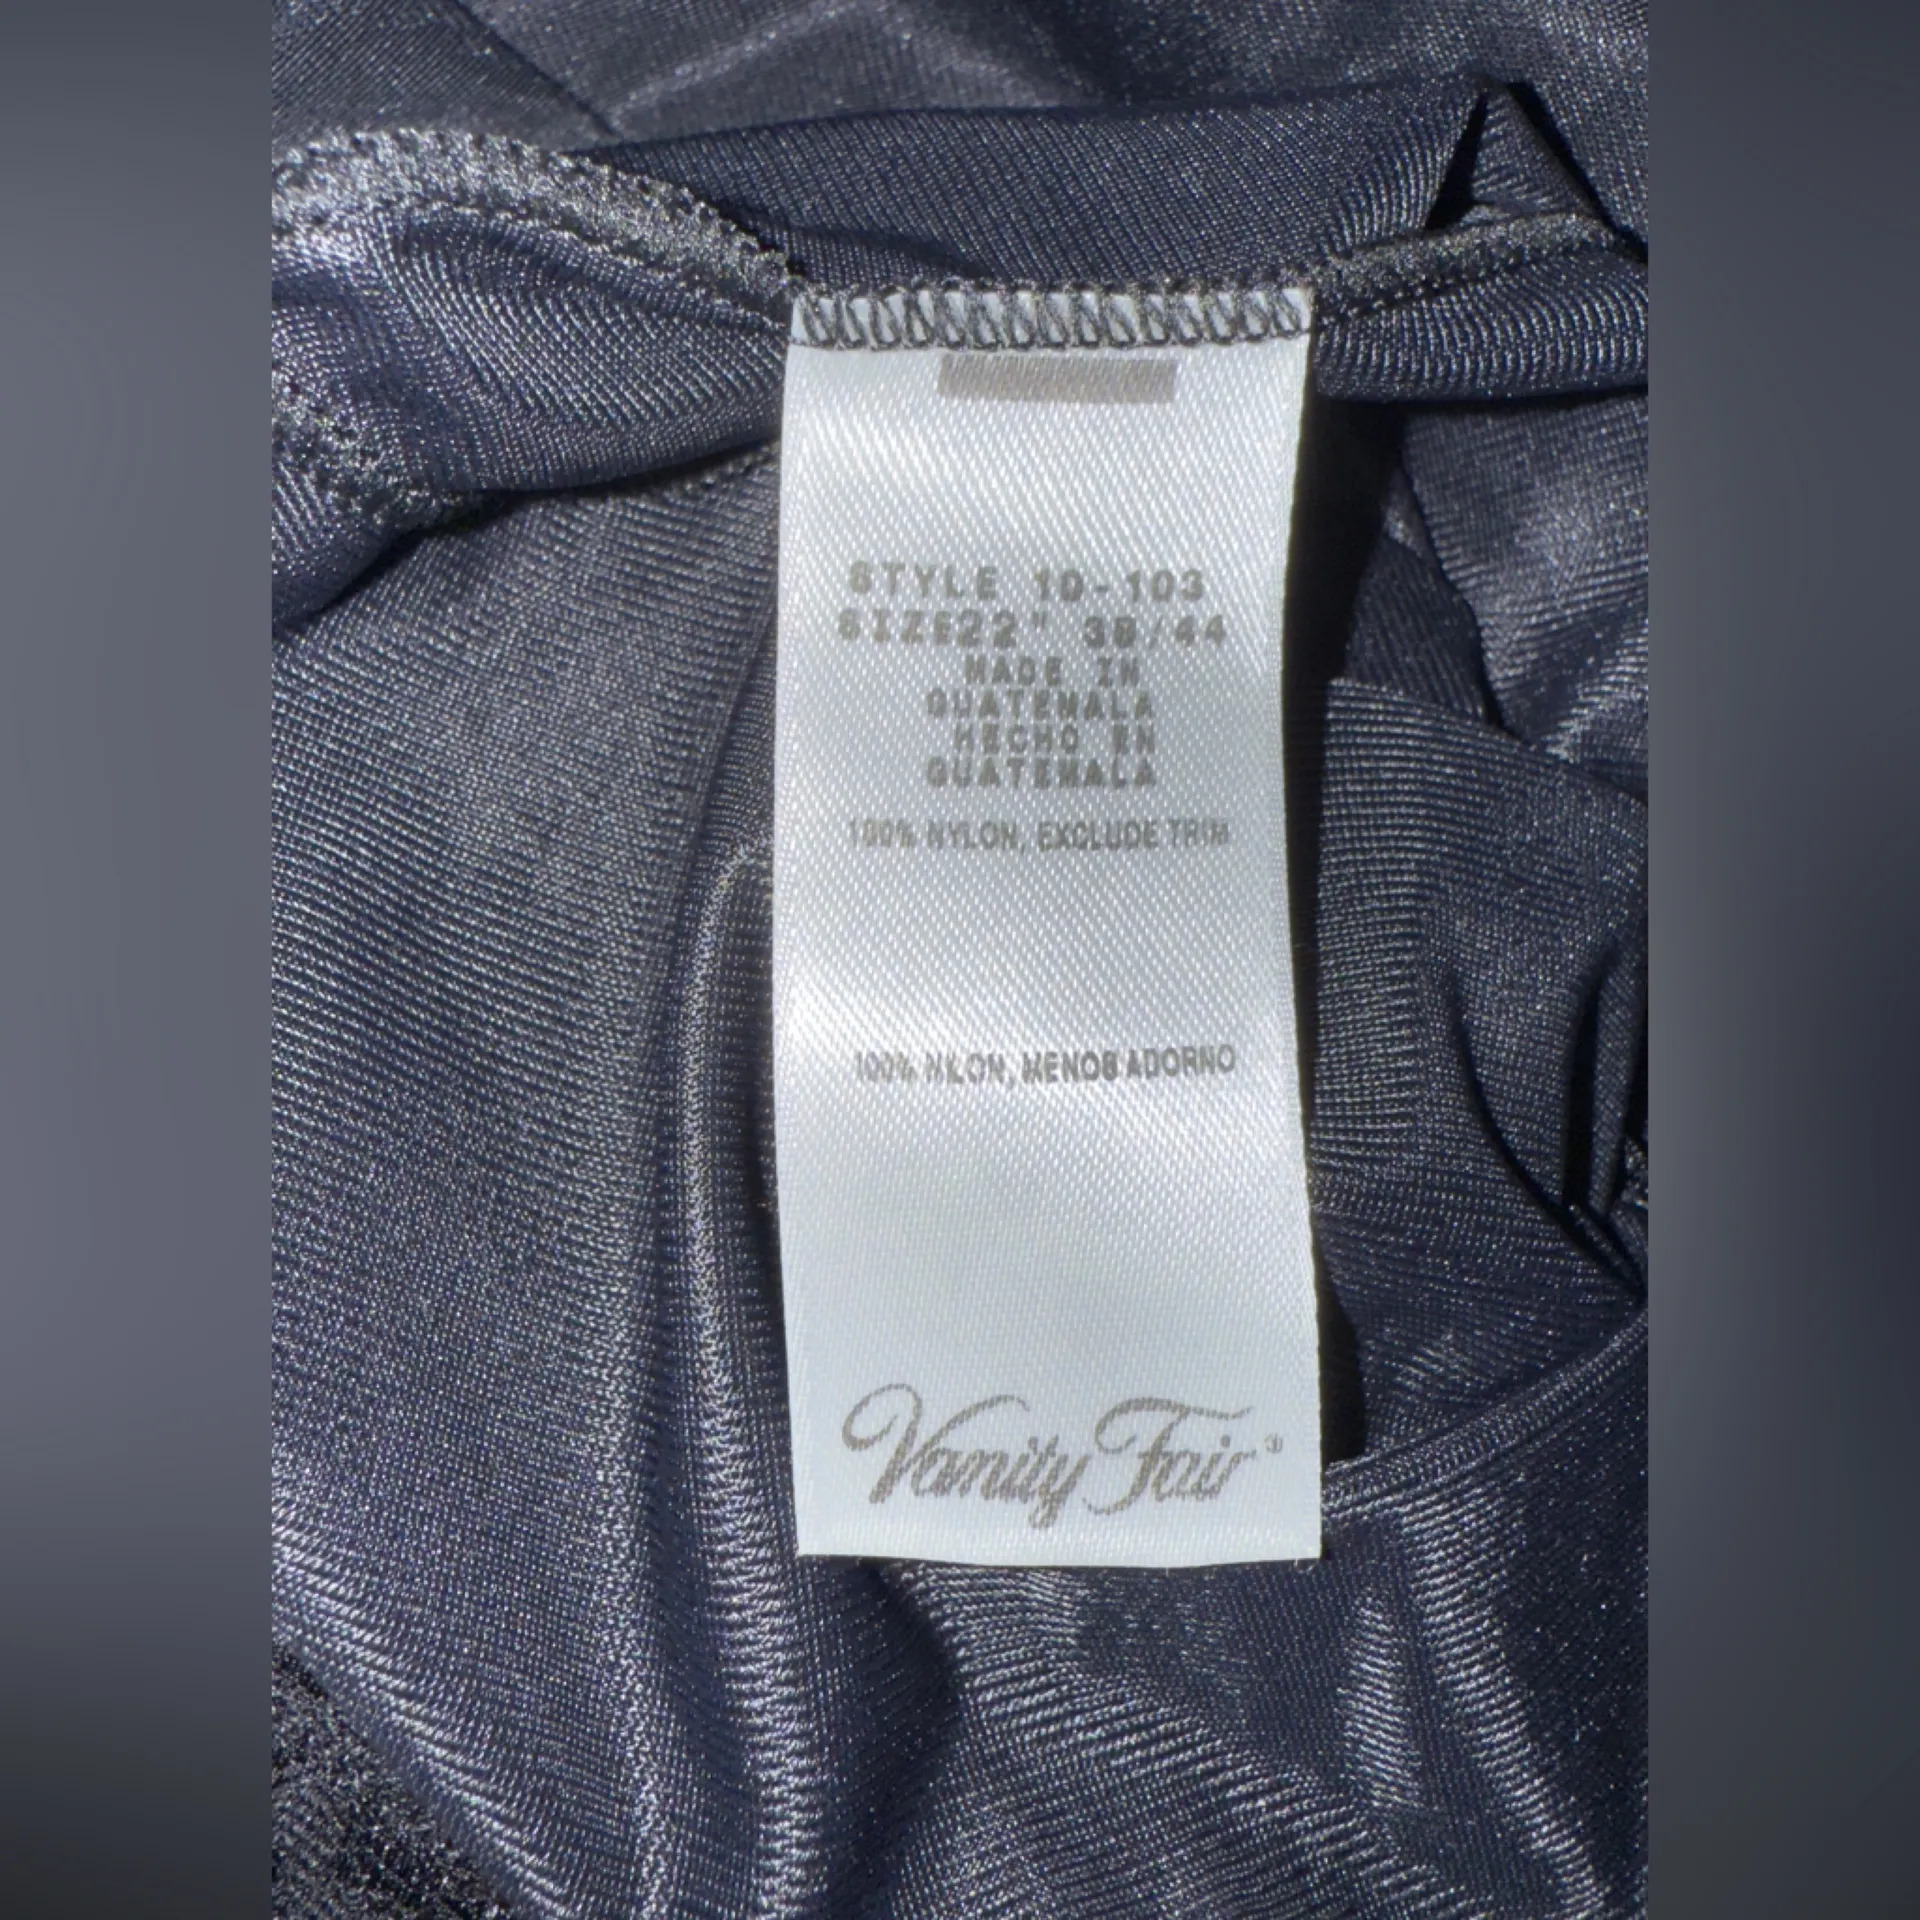 STYLE 10-103
SIZE22" 38/44
MADE IN
GUATEMALA
HECHO EN
GUATEMALA
100% NYLON, EXCLUDE TRIM
100% NILON, MENOS ADORNO
Vanity Fair®